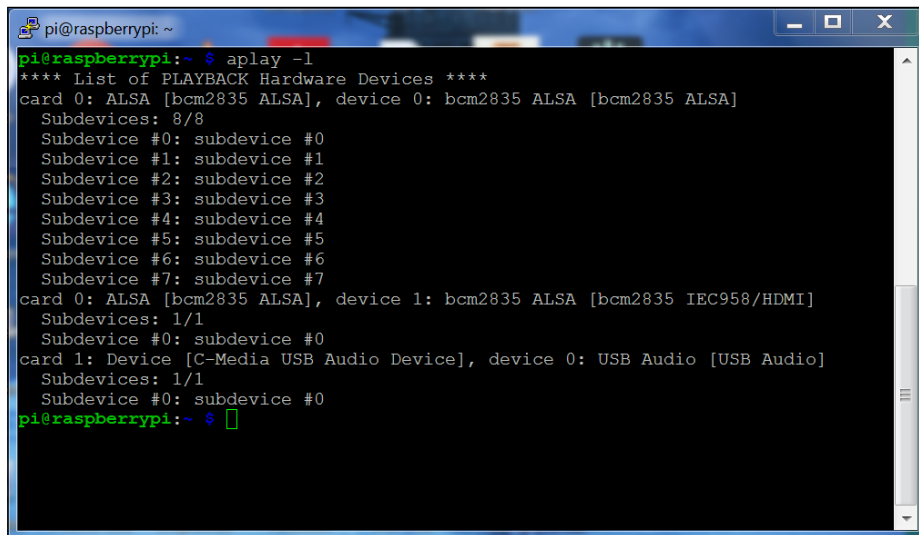 pi@raspberrypi: ~
pi@raspberrypi:~ $ aplay -l
**** List of PLAYBACK Hardware Devices ****
card 0: ALSA [bcm2835 ALSA], device 0: bcm2835 ALSA [bcm2835 ALSA]
  Subdevices: 8/8
  Subdevice #0: subdevice #0
  Subdevice #1: subdevice #1
  Subdevice #2: subdevice #2
  Subdevice #3: subdevice #3
  Subdevice #4: subdevice #4
  Subdevice #5: subdevice #5
  Subdevice #6: subdevice #6
  Subdevice #7: subdevice #7
card 0: ALSA [bcm2835 ALSA], device 1: bcm2835 ALSA [bcm2835 IEC958/HDMI]
  Subdevices: 1/1
  Subdevice #0: subdevice #0
card 1: Device [C-Media USB Audio Device], device 0: USB Audio [USB Audio]
  Subdevices: 1/1
  Subdevice #0: subdevice #0
pi@raspberrypi:~ $